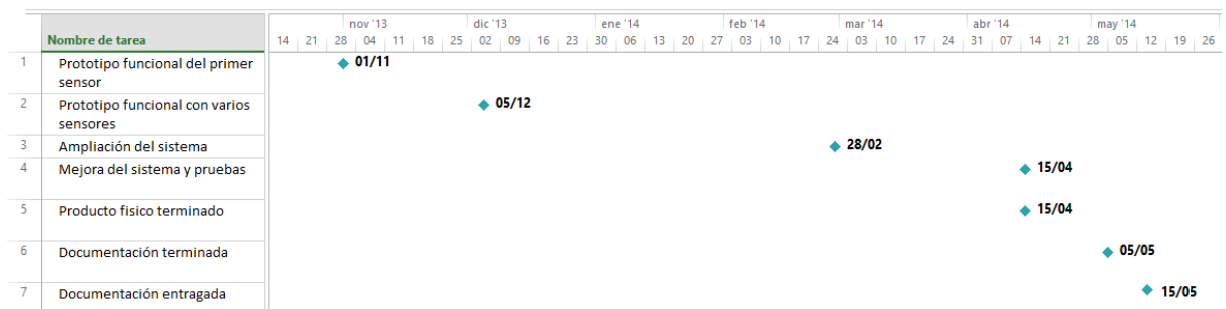 nov '13 dic '13 ene '14 feb '14 mar '14 abr '14 may '14
Nombre de tarea 14 21 28 04 11 18 25 02 09 16 23 30 06 13 20 27 03 10 17 24 03 10 17 24 31 07 14 21 28 05 12 19 26
1 Prototipo funcional del primer 01/11
sensor
2 Prototipo funcional con varios 05/12
sensores
3 Ampliación del sistema 28/02
4 Mejora del sistema y pruebas 15/04
5 Producto fisico terminado 15/04
6 Documentación terminada 05/05
7 Documentación entragada 15/05